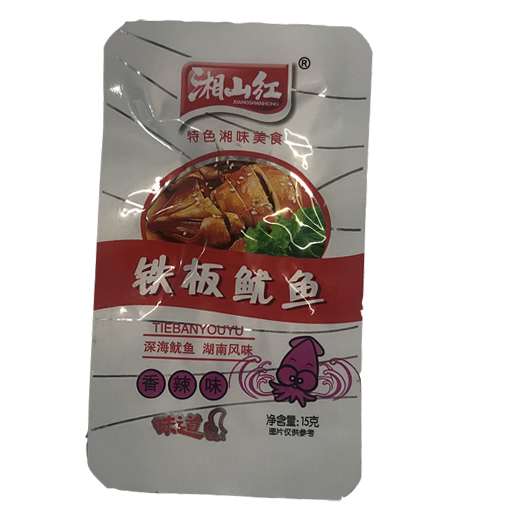 湘山红
XIANGSHANHONG
®
特色湘味美食
铁板鱿鱼
TIEBANYOUYU
深海鱿鱼 湖南风味
香辣味
味道
净含量:15克
图片仅供参考